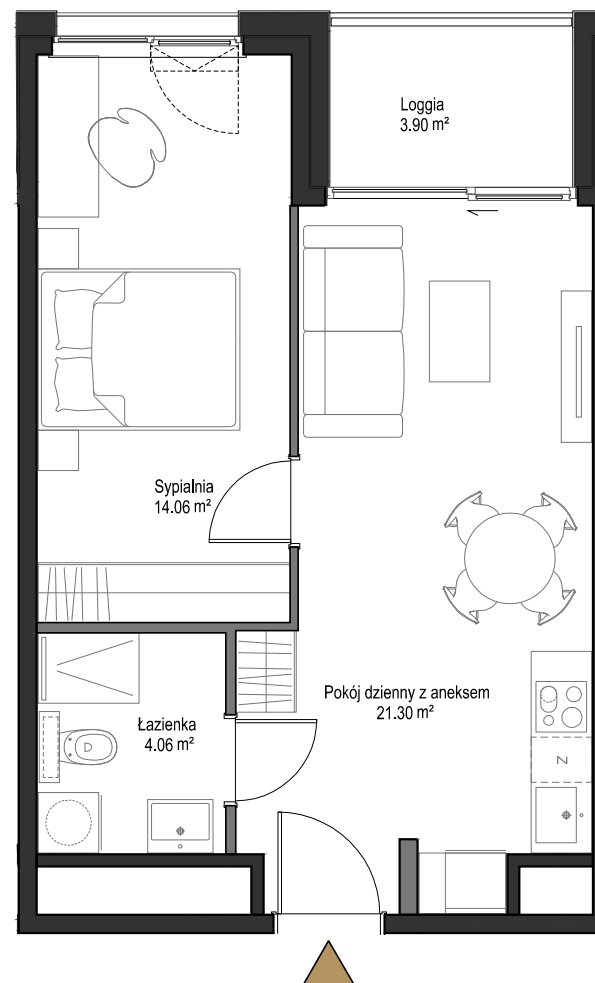 Loggia
3.90 m²
Sypialnia
14.06 m²
Pokój dzienny z aneksem
21.30 m²
Łazienka
4.06 m²
Z